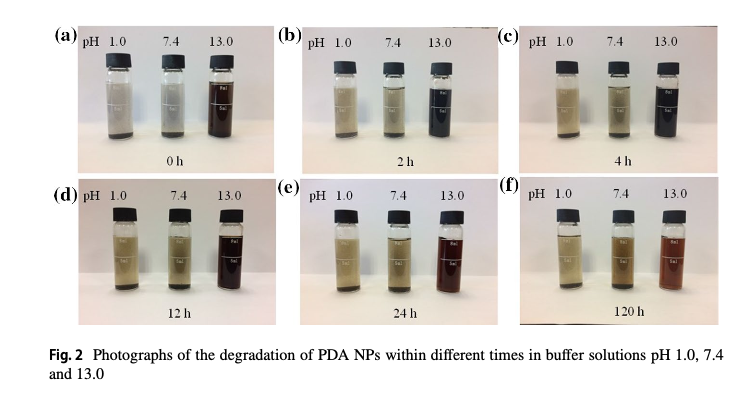 (a) pH 1.0 7.4 13.0
0 h
(b) pH 1.0 7.4 13.0
2 h
(c) pH 1.0 7.4 13.0
4 h
(d) pH 1.0 7.4 13.0
12 h
(e) pH 1.0 7.4 13.0
24 h
(f) pH 1.0 7.4 13.0
120 h
Fig. 2 Photographs of the degradation of PDA NPs within different times in buffer solutions pH 1.0, 7.4
and 13.0